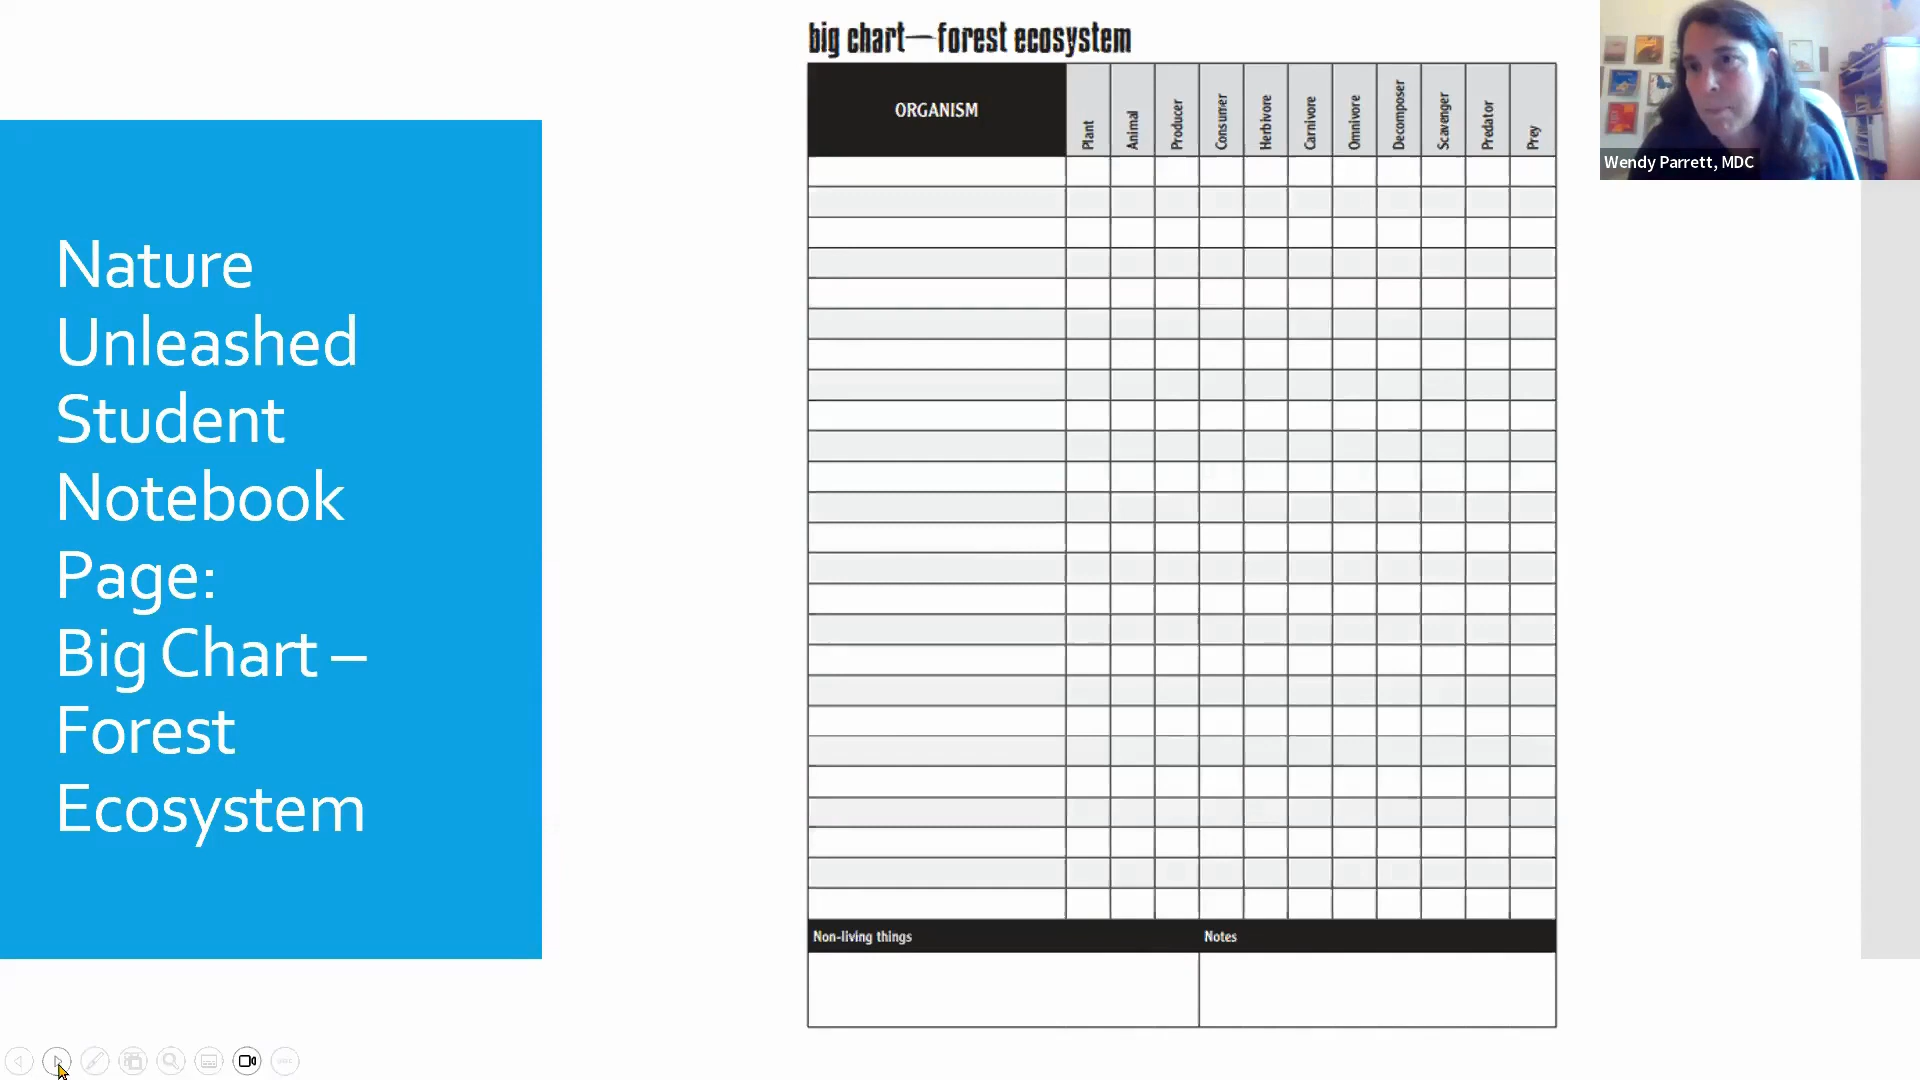 Nature
Unleashed
Student
Notebook
Page:
Big Chart –
Forest
Ecosystem
big chart—forest ecosystem
ORGANISM
Plant
Animal
Producer
Consumer
Herbivore
Carnivore
Omnivore
Decomposer
Scavenger
Predator
Prey
Non-living things
Notes
Wendy Parrett, MDC